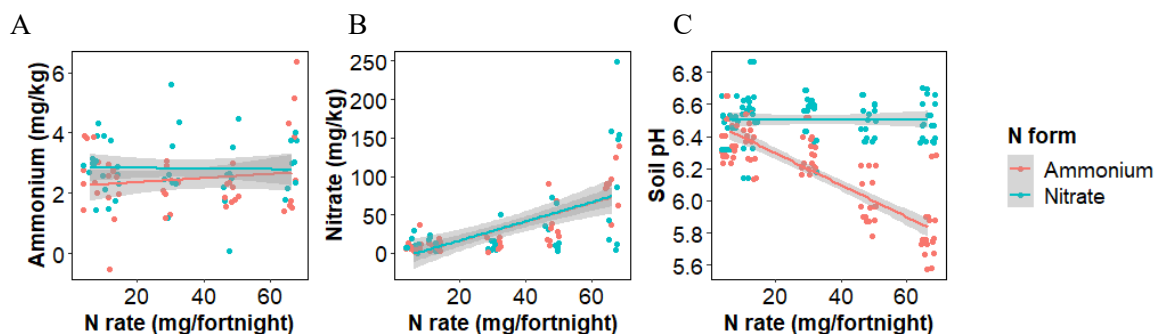 A
B
C
Ammonium (mg/kg)
6
4
2
0
20
40
60
N rate (mg/fortnight)
Nitrate (mg/kg)
250
200
150
100
50
0
20
40
60
N rate (mg/fortnight)
Soil pH
6.8
6.6
6.4
6.2
6.0
5.8
5.6
20
40
60
N rate (mg/fortnight)
N form
Ammonium
Nitrate